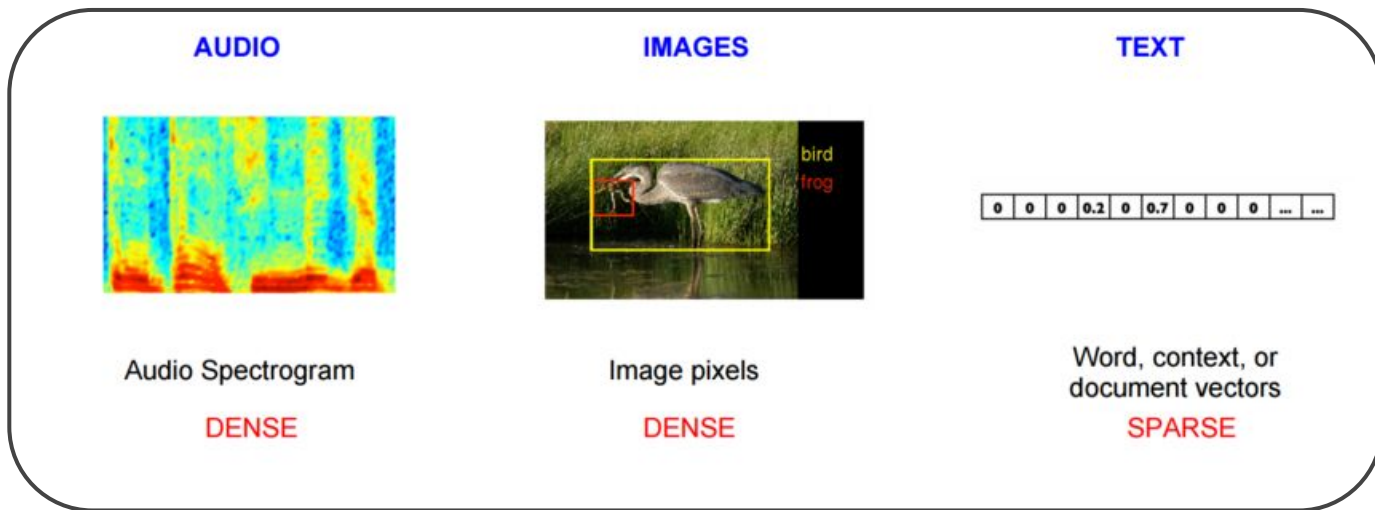 AUDIO
IMAGES
TEXT
bird
frog
0 0 0 0.2 0 0.7 0 0 0 ... ...
Audio Spectrogram
Image pixels
Word, context, or
document vectors
DENSE
DENSE
SPARSE